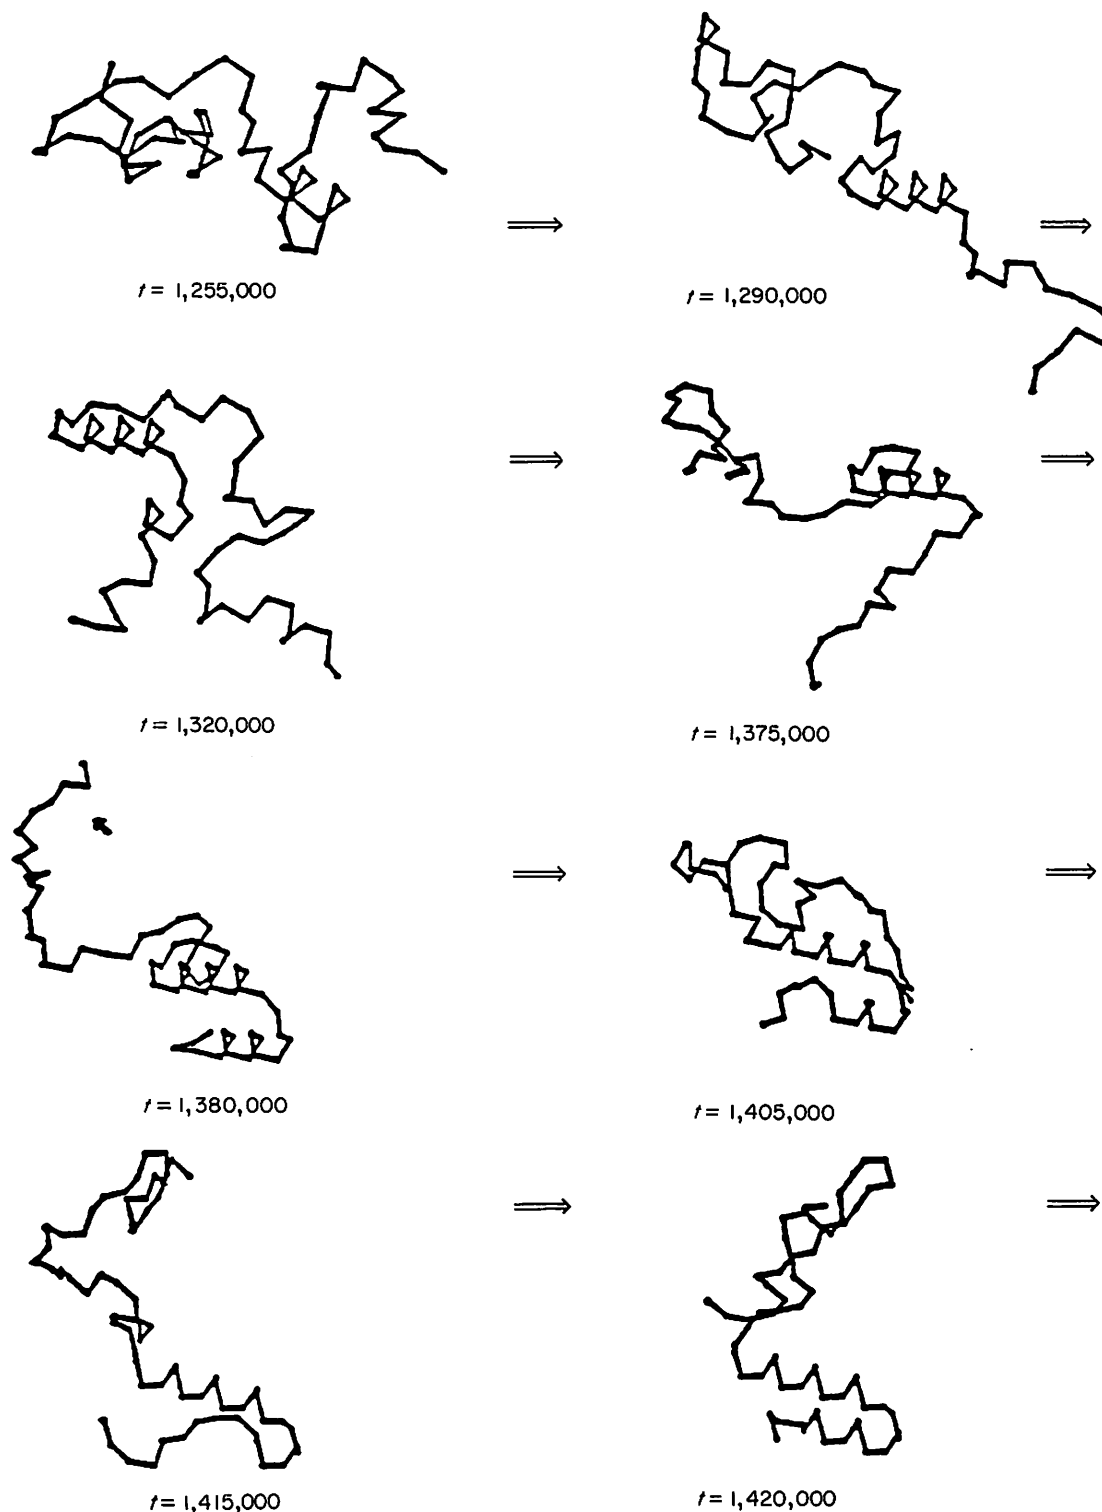 t = 1,255,000
t = 1,290,000
t = 1,320,000
t = 1,375,000
t = 1,380,000
t = 1,405,000
t = 1,415,000
t = 1,420,000